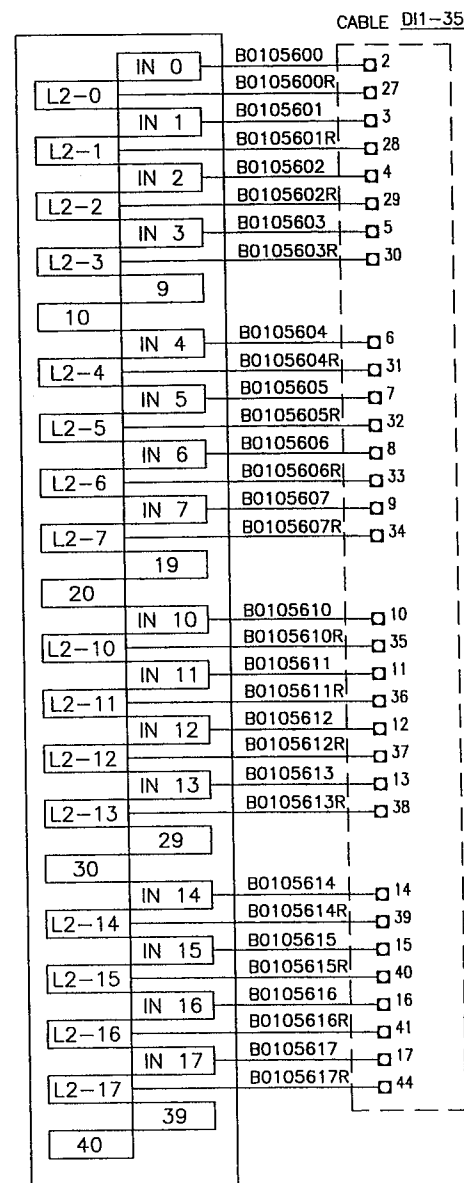 CABLE DI1-35
IN 0 B0105600 2
L2-0 B0105600R 27
IN 1 B0105601 3
L2-1 B0105601R 28
IN 2 B0105602 4
L2-2 B0105602R 29
IN 3 B0105603 5
L2-3 B0105603R 30
9
10
IN 4 B0105604 6
L2-4 B0105604R 31
IN 5 B0105605 7
L2-5 B0105605R 32
IN 6 B0105606 8
L2-6 B0105606R 33
IN 7 B0105607 9
L2-7 B0105607R 34
19
20
IN 10 B0105610 10
L2-10 B0105610R 35
IN 11 B0105611 11
L2-11 B0105611R 36
IN 12 B0105612 12
L2-12 B0105612R 37
IN 13 B0105613 13
L2-13 B0105613R 38
29
30
IN 14 B0105614 14
L2-14 B0105614R 39
IN 15 B0105615 15
L2-15 B0105615R 40
IN 16 B0105616 16
L2-16 B0105616R 41
IN 17 B0105617 17
L2-17 B0105617R 44
39
40